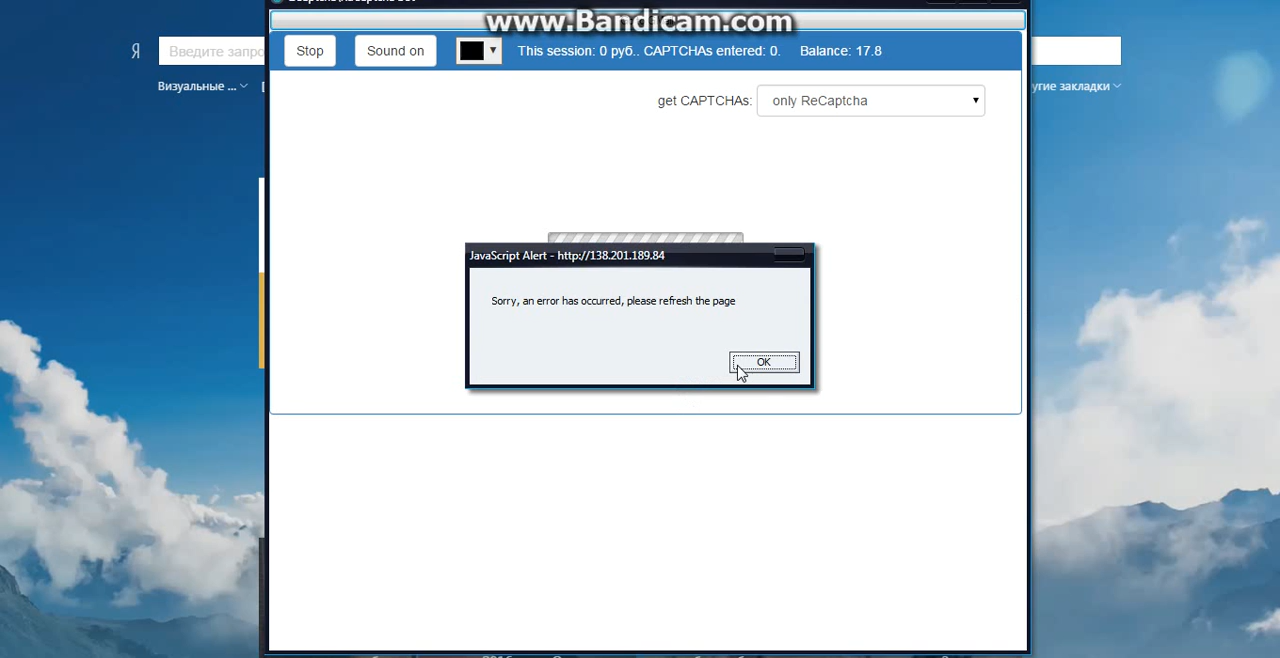 www.Bandicam.com
Я Введите запро
Stop Sound on This session: 0 руб.. CAPTCHAs entered: 0. Balance: 17.8
Визуальные ...
get CAPTCHAs: only ReCaptcha
JavaScript Alert - http://138.201.189.84
Sorry, an error has occurred, please refresh the page
OK